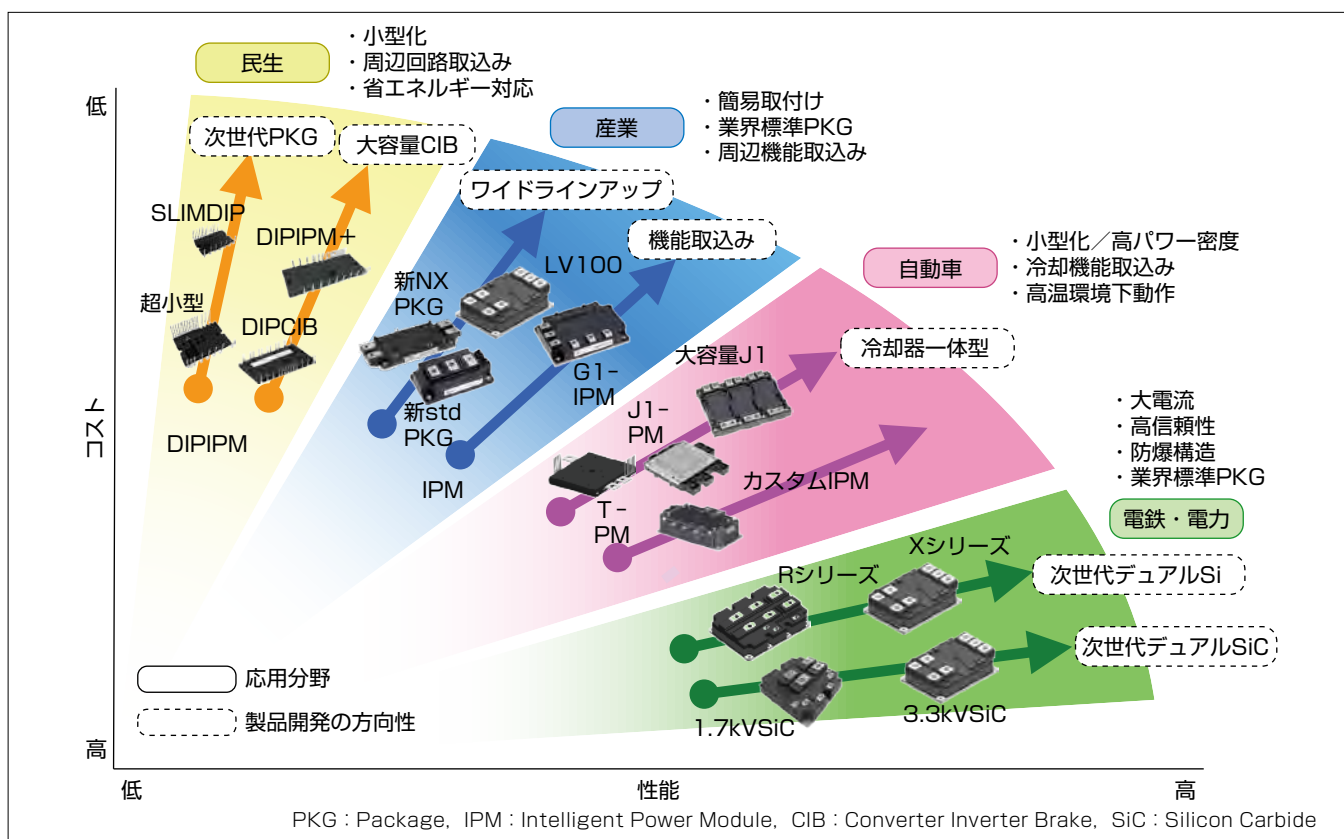 民生
・小型化
・周辺回路取込み
・省エネルギー対応
産業
・簡易取付け
・業界標準PKG
・周辺機能取込み
自動車
・小型化／高パワー密度
・冷却機能取込み
・高温環境下動作
・大電流
・高信頼性
・防爆構造
・業界標準PKG
電鉄・電力
低
コスト
高
次世代PKG
大容量CIB
SLIMDIP
DIPIPM＋
超小型
DIPCIB
DIPIPM
ワイドラインアップ
機能取込み
新NX
PKG
LV100
新std
PKG
G1-
IPM
IPM
冷却器一体型
大容量J1
J1-
PM
T-
PM
カスタムIPM
Rシリーズ
Xシリーズ
次世代デュアルSi
次世代デュアルSiC
1.7kVSiC
3.3kVSiC
応用分野
製品開発の方向性
低
性能
高
PKG：Package, IPM：Intelligent Power Module, CIB：Converter Inverter Brake, SiC：Silicon Carbide